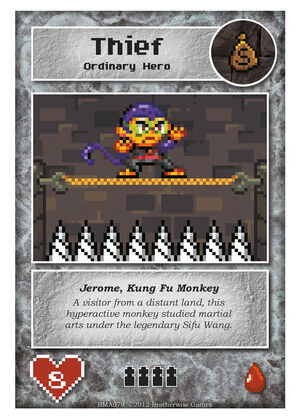 Thief
Ordinary Hero
$
Jerome, Kung Fu Monkey
A visitor from a distant land, this
hyperactive monkey studied martial
arts under the legendary Sifu Wang.
8
BMA079 ©2012 Brotherwise Games